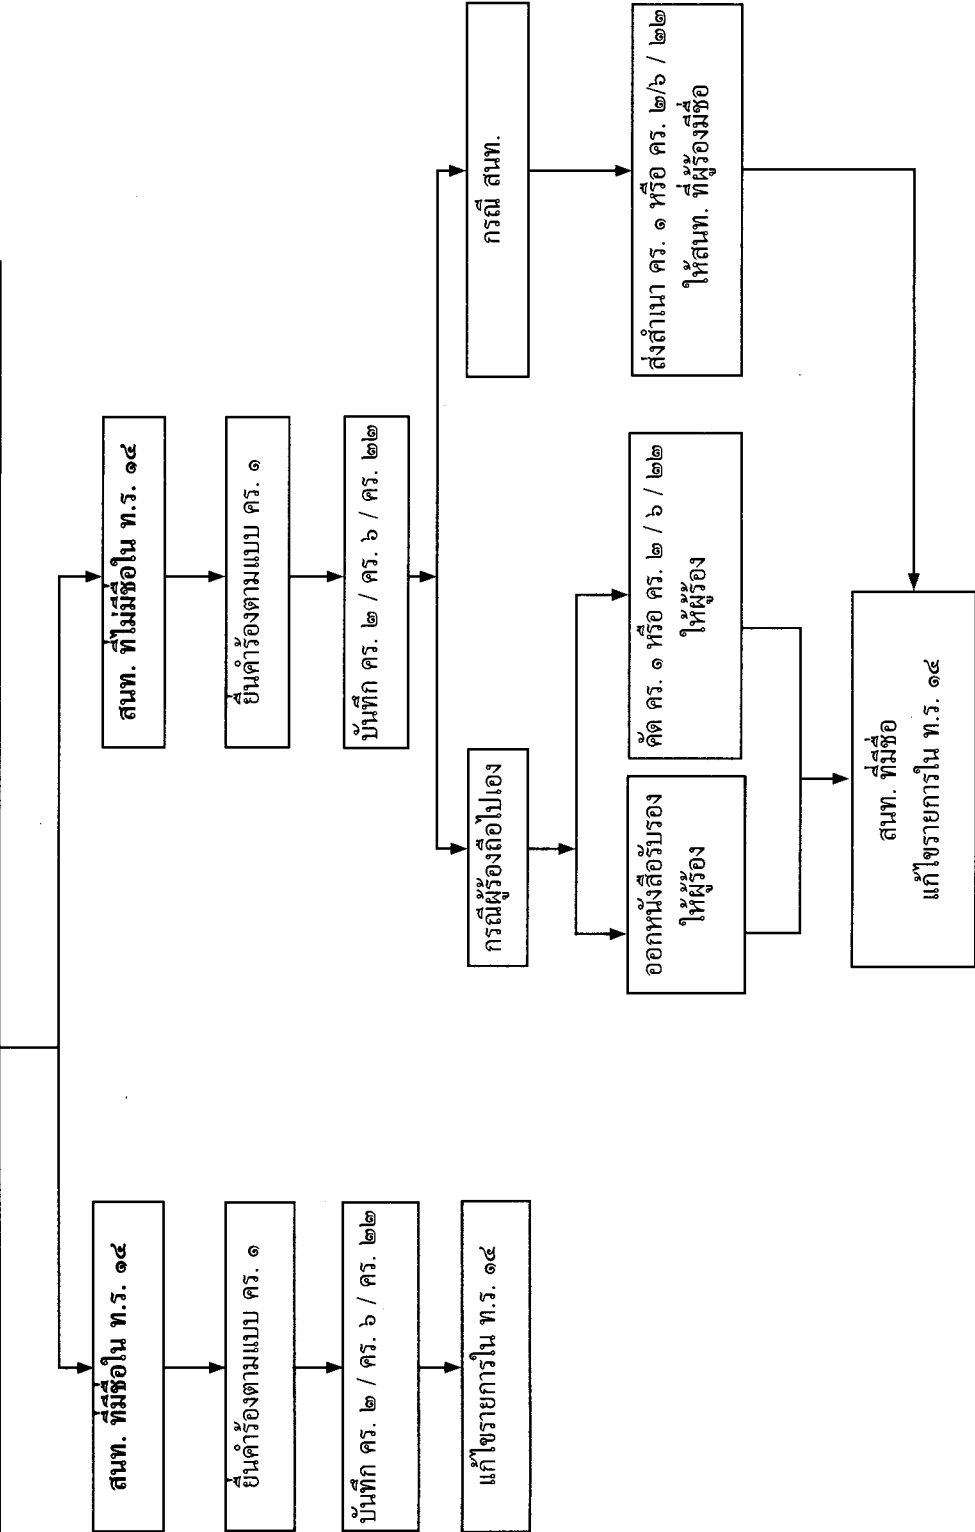 สนท. ที่มีชื่อใน ท.ร. ๑๔
ยื่นคำร้องตามแบบ คร. ๑
บันทึก คร. ๒ / คร. ๖ / คร. ๒๒
แก้ไขรายการใน ท.ร. ๑๔
สนท. ที่ไม่มีชื่อใน ท.ร. ๑๔
ยื่นคำร้องตามแบบ คร. ๑
บันทึก คร. ๒ / คร. ๖ / คร. ๒๒
กรณีผู้ร้องถือไปเอง
ออกหนังสือรับรอง
ให้ผู้ร้อง
คัด คร. ๑ หรือ คร. ๒ / ๖ / ๒๒
ให้ผู้ร้อง
กรณี สนท.
ส่งสำเนา คร. ๑ หรือ คร. ๒/๖ / ๒๒
ให้สนท. ที่ผู้ร้องมีชื่อ
สนท. ที่มีชื่อ
แก้ไขรายการใน ท.ร. ๑๔